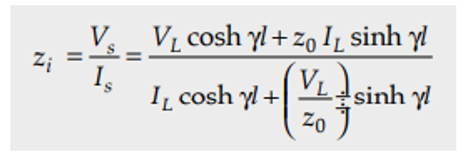 z_i = V_s / I_s = (V_L cosh γl + z_0 I_L sinh γl) / (I_L cosh γl + (V_L / z_0) ÷ sinh γl)